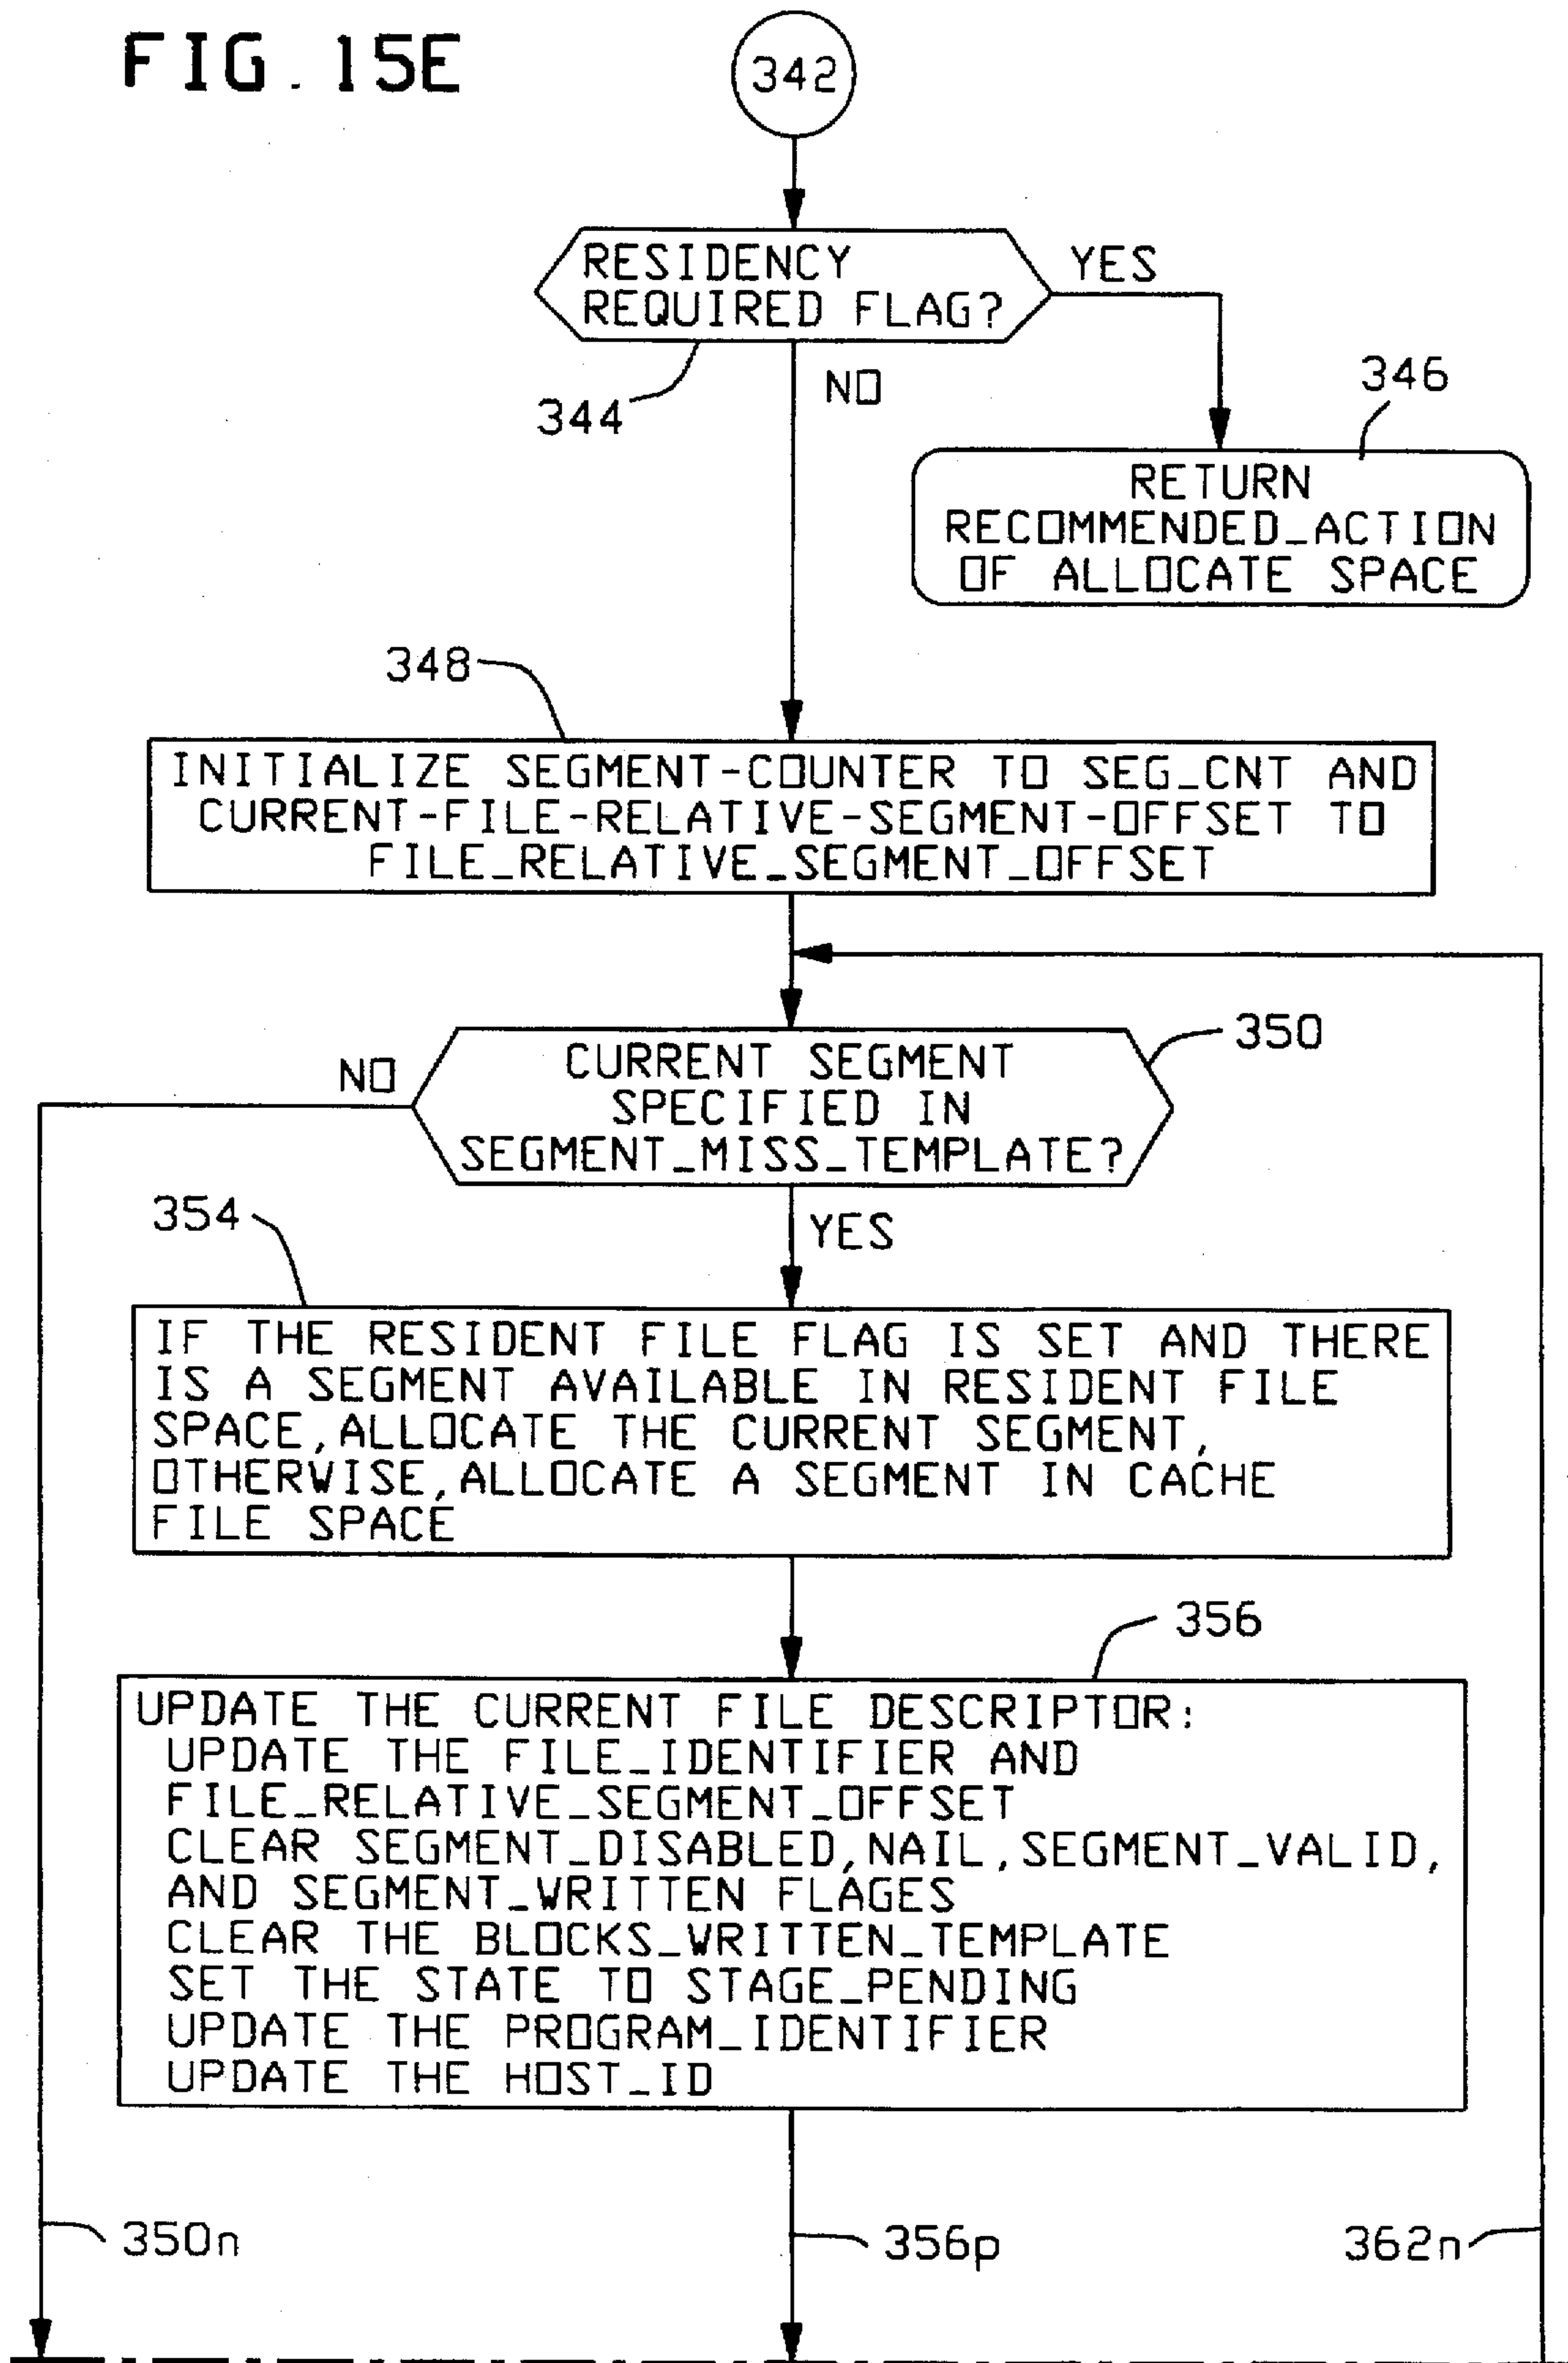 FIG. 15E
342
RESIDENCY
REQUIRED FLAG?
YES
NO
344
346
RETURN
RECOMMENDED_ACTION
OF ALLOCATE SPACE
348
INITIALIZE SEGMENT-COUNTER TO SEG_CNT AND
CURRENT-FILE-RELATIVE-SEGMENT-OFFSET TO
FILE_RELATIVE_SEGMENT_OFFSET
350
NO
CURRENT SEGMENT
SPECIFIED IN
SEGMENT_MISS_TEMPLATE?
354
YES
IF THE RESIDENT FILE FLAG IS SET AND THERE
IS A SEGMENT AVAILABLE IN RESIDENT FILE
SPACE, ALLOCATE THE CURRENT SEGMENT,
OTHERWISE, ALLOCATE A SEGMENT IN CACHE
FILE SPACE
356
UPDATE THE CURRENT FILE DESCRIPTOR:
UPDATE THE FILE_IDENTIFIER AND
FILE_RELATIVE_SEGMENT_OFFSET
CLEAR SEGMENT_DISABLED, NAIL, SEGMENT_VALID,
AND SEGMENT_WRITTEN FLAGES
CLEAR THE BLOCKS_WRITTEN_TEMPLATE
SET THE STATE TO STAGE_PENDING
UPDATE THE PROGRAM_IDENTIFIER
UPDATE THE HOST_ID
350n
356p
362n